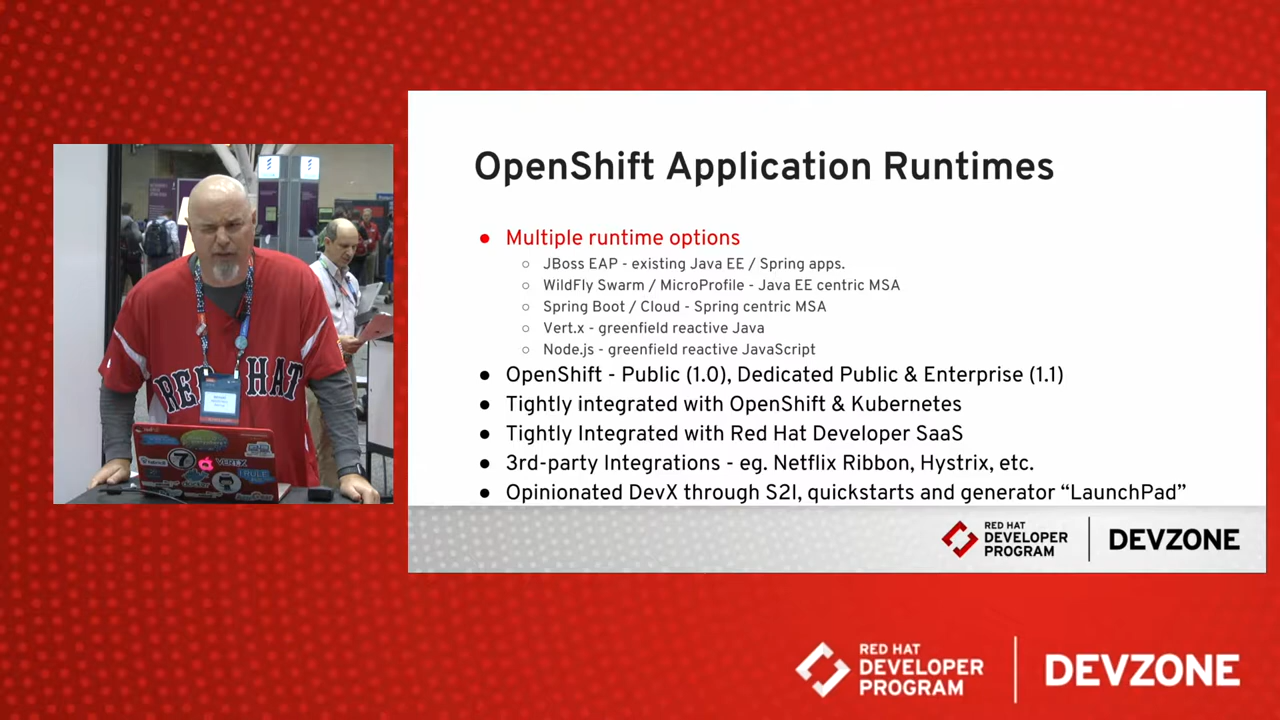 OpenShift Application Runtimes
● Multiple runtime options
○ JBoss EAP - existing Java EE / Spring apps.
○ WildFly Swarm / MicroProfile - Java EE centric MSA
○ Spring Boot / Cloud - Spring centric MSA
○ Vert.x - greenfield reactive Java
○ Node.js - greenfield reactive JavaScript
● OpenShift - Public (1.0), Dedicated Public & Enterprise (1.1)
● Tightly integrated with OpenShift & Kubernetes
● Tightly Integrated with Red Hat Developer SaaS
● 3rd-party Integrations - eg. Netflix Ribbon, Hystrix, etc.
● Opinionated DevX through S2I, quickstarts and generator “LaunchPad”
RED HAT
DEVELOPER
PROGRAM
DEVZONE
RED HAT
VERT.X
RED HAT
DEVELOPER
PROGRAM
DEVZONE